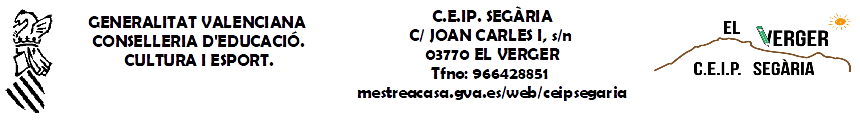 GENERALITAT VALENCIANA
CONSELLERIA D'EDUCACIÓ.
CULTURA I ESPORT.
C.E.IP. SEGÀRIA
C/ JOAN CARLES I, s/n
03770 EL VERGER
Tfno: 966428851
mestreacasa.gva.es/web/ceipsegaria
EL VERGER
C.E.I.P. SEGÀRIA